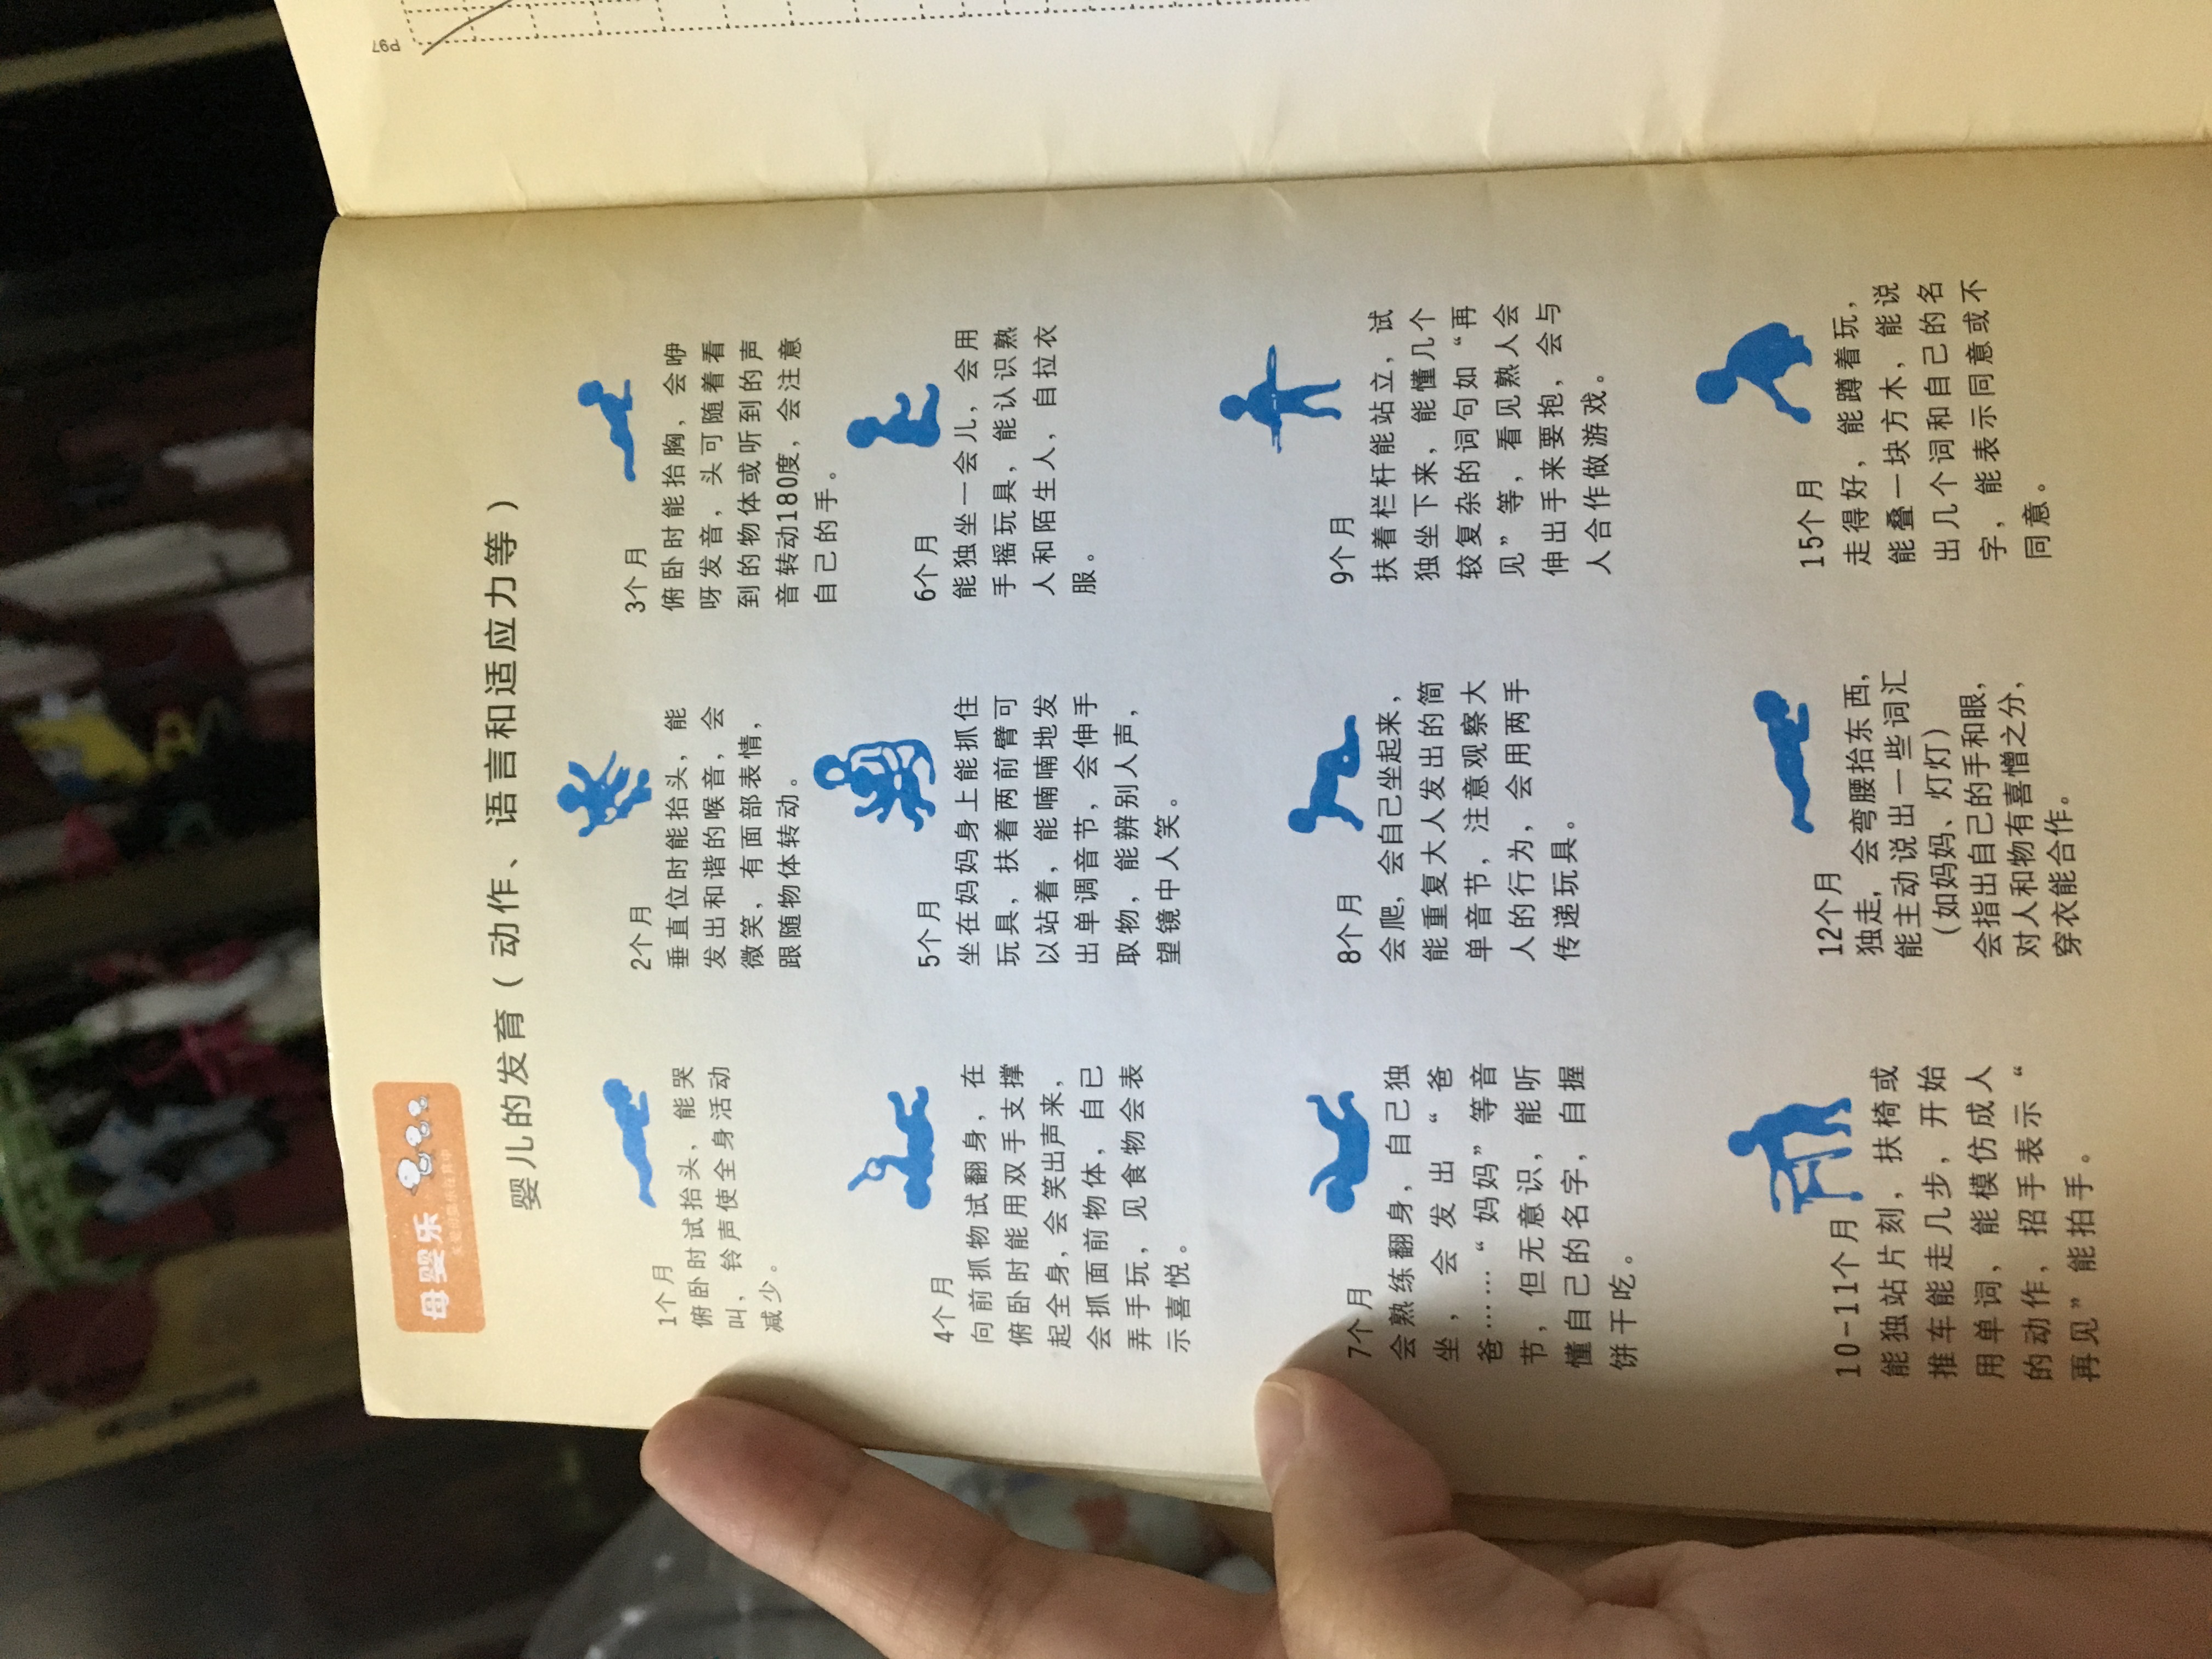 母婴乐
婴儿的发育（动作、语言和适应力等）
1个月
俯卧时试抬头，能哭
叫，铃声使全身活动
减少。
2个月
垂直位时能抬头，能
发出和谐的喉音，会
微笑，有面部表情，
跟随物体转动。
3个月
俯卧时能抬胸，会咿
呀发音，头可随着看
到的物体或听到的声
音转动180度，会注意
自己的手。
4个月
向前抓物试翻身，在
俯卧时能用双手支撑
起全身，会笑出声来，
会抓面前物体，自已
弄手玩，见食物会表
示喜悦。
5个月
坐在妈妈身上能抓住
玩具，扶着两前臂可
以站着，能喃喃地发
出单调音节，会伸手
取物，能辨别人声，
望镜中人笑。
6个月
能独坐一会儿，会用
手摇玩具，能认识熟
人和陌生人，自拉衣
服。
7个月
会熟练翻身，自己独
坐，会发出“爸
爸……“妈妈”等音
节，但无意识，能听
懂自己的名字，自握
饼干吃。
8个月
会爬，会自己坐起来，
能重复大人发出的简
单音节，注意观察大
人的行为，会用两手
传递玩具。
9个月
扶着栏杆能站立，试
独坐下来，能懂几个
较复杂的词句如“再
见”等，看见熟人会
伸出手来要抱，会与
人合作做游戏。
10-11个月
能独站片刻，扶椅或
推车能走几步，开始
用单词，能模仿成人
的动作，招手表示“
再见”能拍手。
12个月
独走，会弯腰抬东西，
能主动说出一些词汇
（如妈妈、灯灯）
会指出自己的手和眼，
对人和物有喜憎之分，
穿衣能合作。
15个月
走得好，能蹲着玩，
能叠一块方木，能说
出几个词和自己的名
字，能表示同意或不
同意。
P97